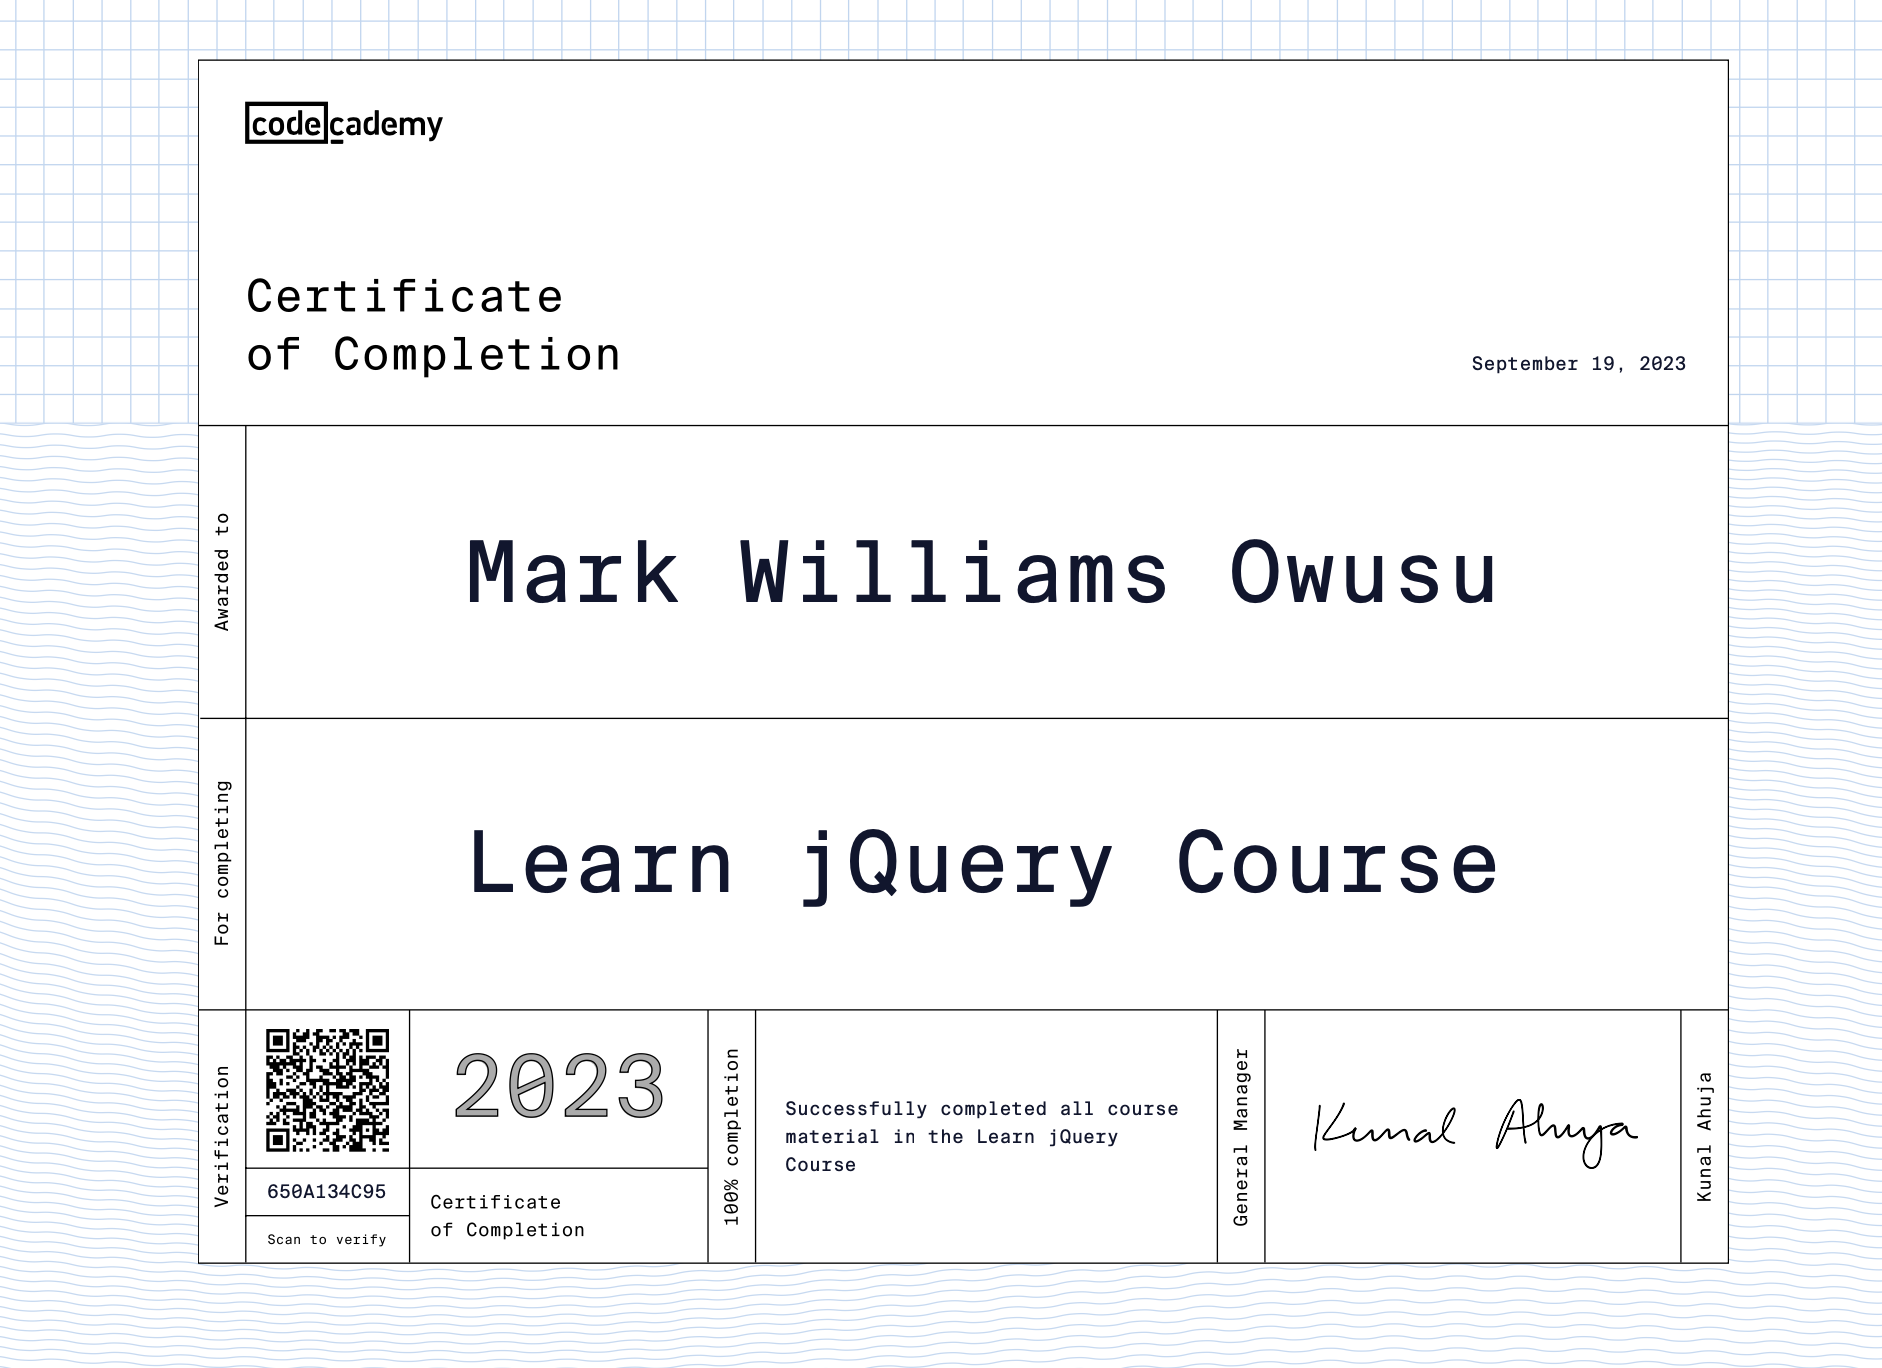 codecademy
Certificate
of Completion
September 19, 2023
Awarded to
Mark Williams Owusu
For completing
Learn jQuery Course
Verification
650A134C95
Scan to verify
2023
Certificate
of Completion
100% completion
Successfully completed all course
material in the Learn jQuery
Course
General Manager
Kunal Ahuja
Kunal Ahuja